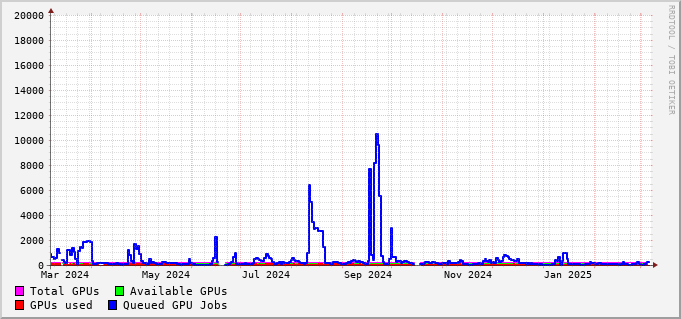 20000
18000
16000
14000
12000
10000
8000
6000
4000
2000
0
Mar 2024 May 2024 Jul 2024 Sep 2024 Nov 2024 Jan 2025
Total GPUs Available GPUs
GPUs used Queued GPU Jobs
RRDTOOL / TOBI OETIKER